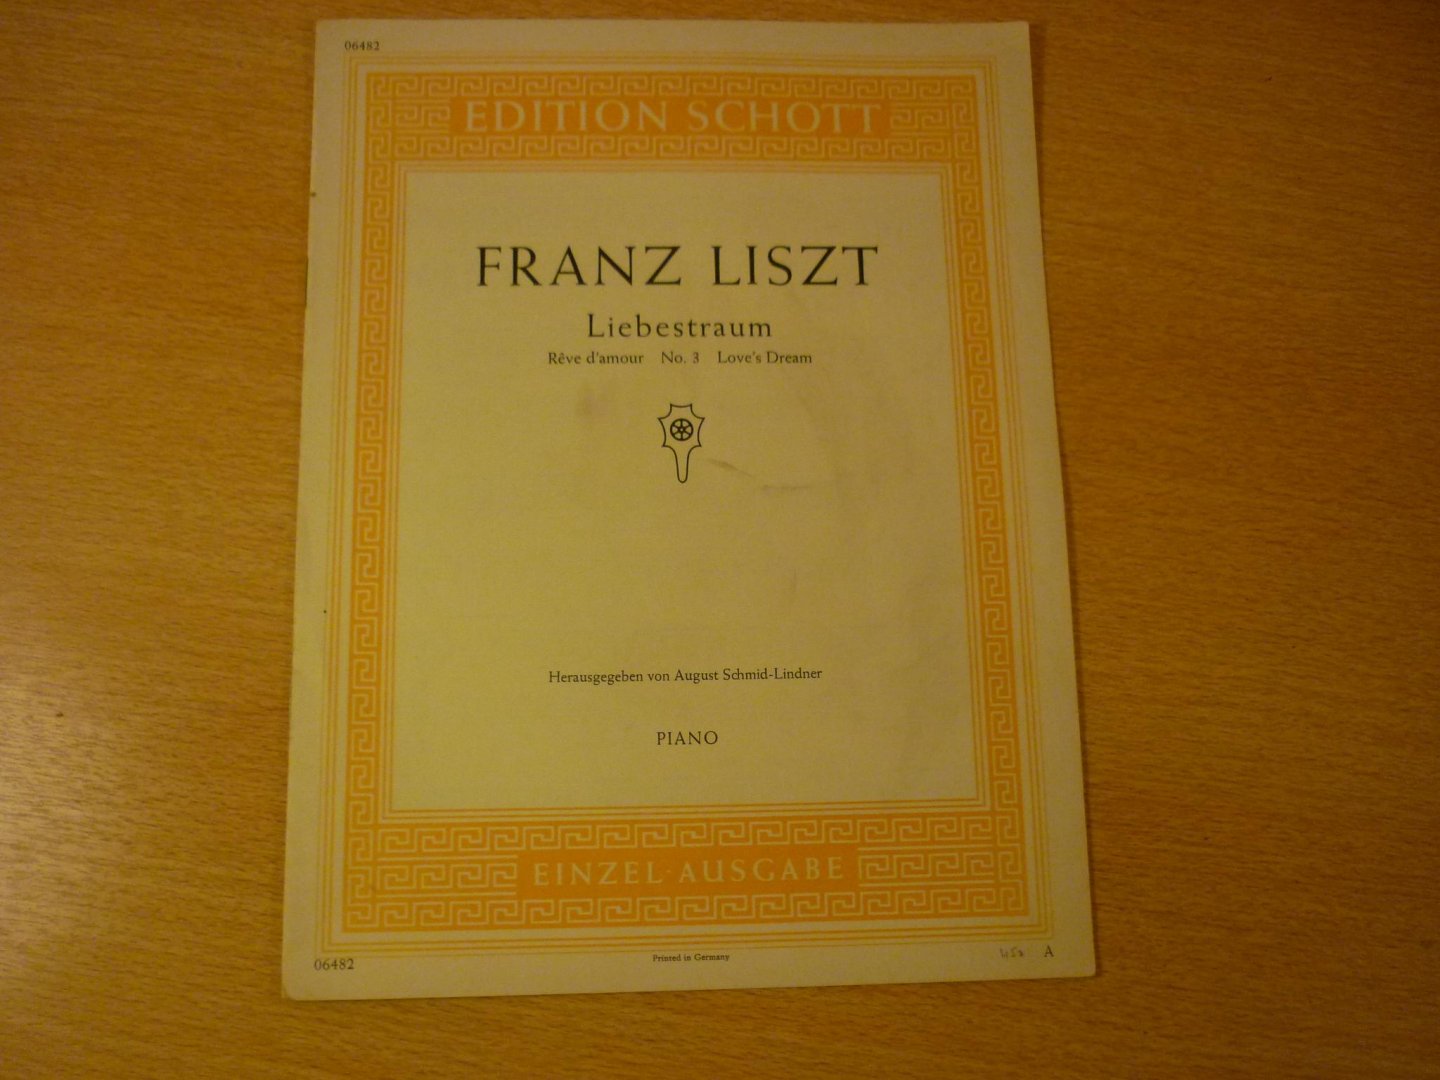 06482
EDITION SCHOTT
FRANZ LISZT
Liebestraum
Rêve d'amour No. 3 Love's Dream
Herausgegeben von August Schmid-Lindner
PIANO
EINZEL-AUSGABE
06482
Printed in Germany
A